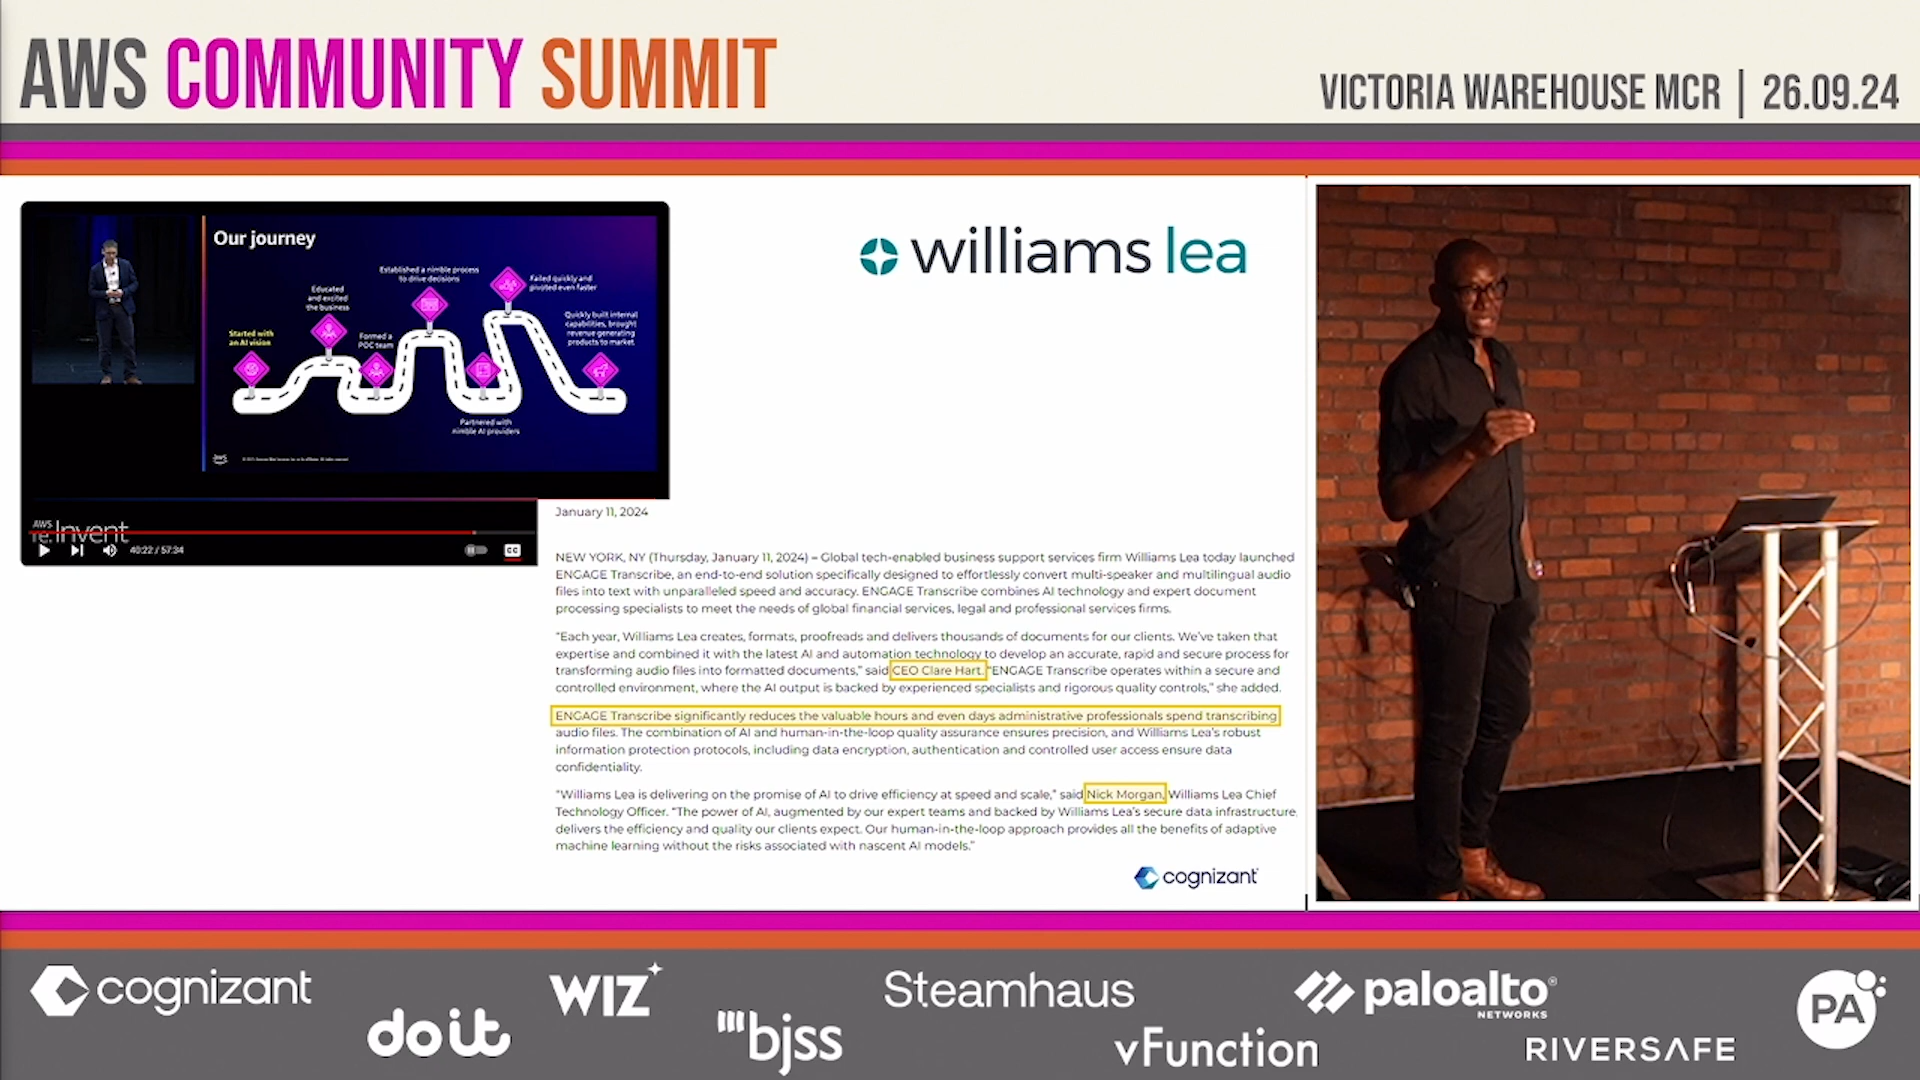 AWS COMMUNITY SUMMIT
VICTORIA WAREHOUSE MCR | 26.09.24
Our journey
Started with
an AI vision
Educated
and excited
the business
Formed a
POC team
Established a nimble process
to drive decisions
Partnered with
nimble AI providers
Failed quickly and
pivoted even faster
Quickly built internal
capabilities, brought
revenue generating
products to market
aws
AWS
re:Invent
40:22 / 57:34
CC
williams lea
January 11, 2024
NEW YORK, NY (Thursday, January 11, 2024) – Global tech-enabled business support services firm Williams Lea today launched
ENGAGE Transcribe, an end-to-end solution specifically designed to effortlessly convert multi-speaker and multilingual audio
files into text with unparalleled speed and accuracy. ENGAGE Transcribe combines AI technology and expert document
processing specialists to meet the needs of global financial services, legal and professional services firms.
“Each year, Williams Lea creates, formats, proofreads and delivers thousands of documents for our clients. We’ve taken that
expertise and combined it with the latest AI and automation technology to develop an accurate, rapid and secure process for
transforming audio files into formatted documents,” said CEO Clare Hart. “ENGAGE Transcribe operates within a secure and
controlled environment, where the AI output is backed by experienced specialists and rigorous quality controls,” she added.
ENGAGE Transcribe significantly reduces the valuable hours and even days administrative professionals spend transcribing
audio files. The combination of AI and human-in-the-loop quality assurance ensures precision, and Williams Lea’s robust
information protection protocols, including data encryption, authentication and controlled user access ensure data
confidentiality.
“Williams Lea is delivering on the promise of AI to drive efficiency at speed and scale,” said Nick Morgan, Williams Lea Chief
Technology Officer. “The power of AI, augmented by our expert teams and backed by Williams Lea’s secure data infrastructure,
delivers the efficiency and quality our clients expect. Our human-in-the-loop approach provides all the benefits of adaptive
machine learning without the risks associated with nascent AI models.”
cognizant
cognizant
doit
WIZ
bjss
Steamhaus
vFunction
paloalto®
NETWORKS
RIVERSAFE
PA